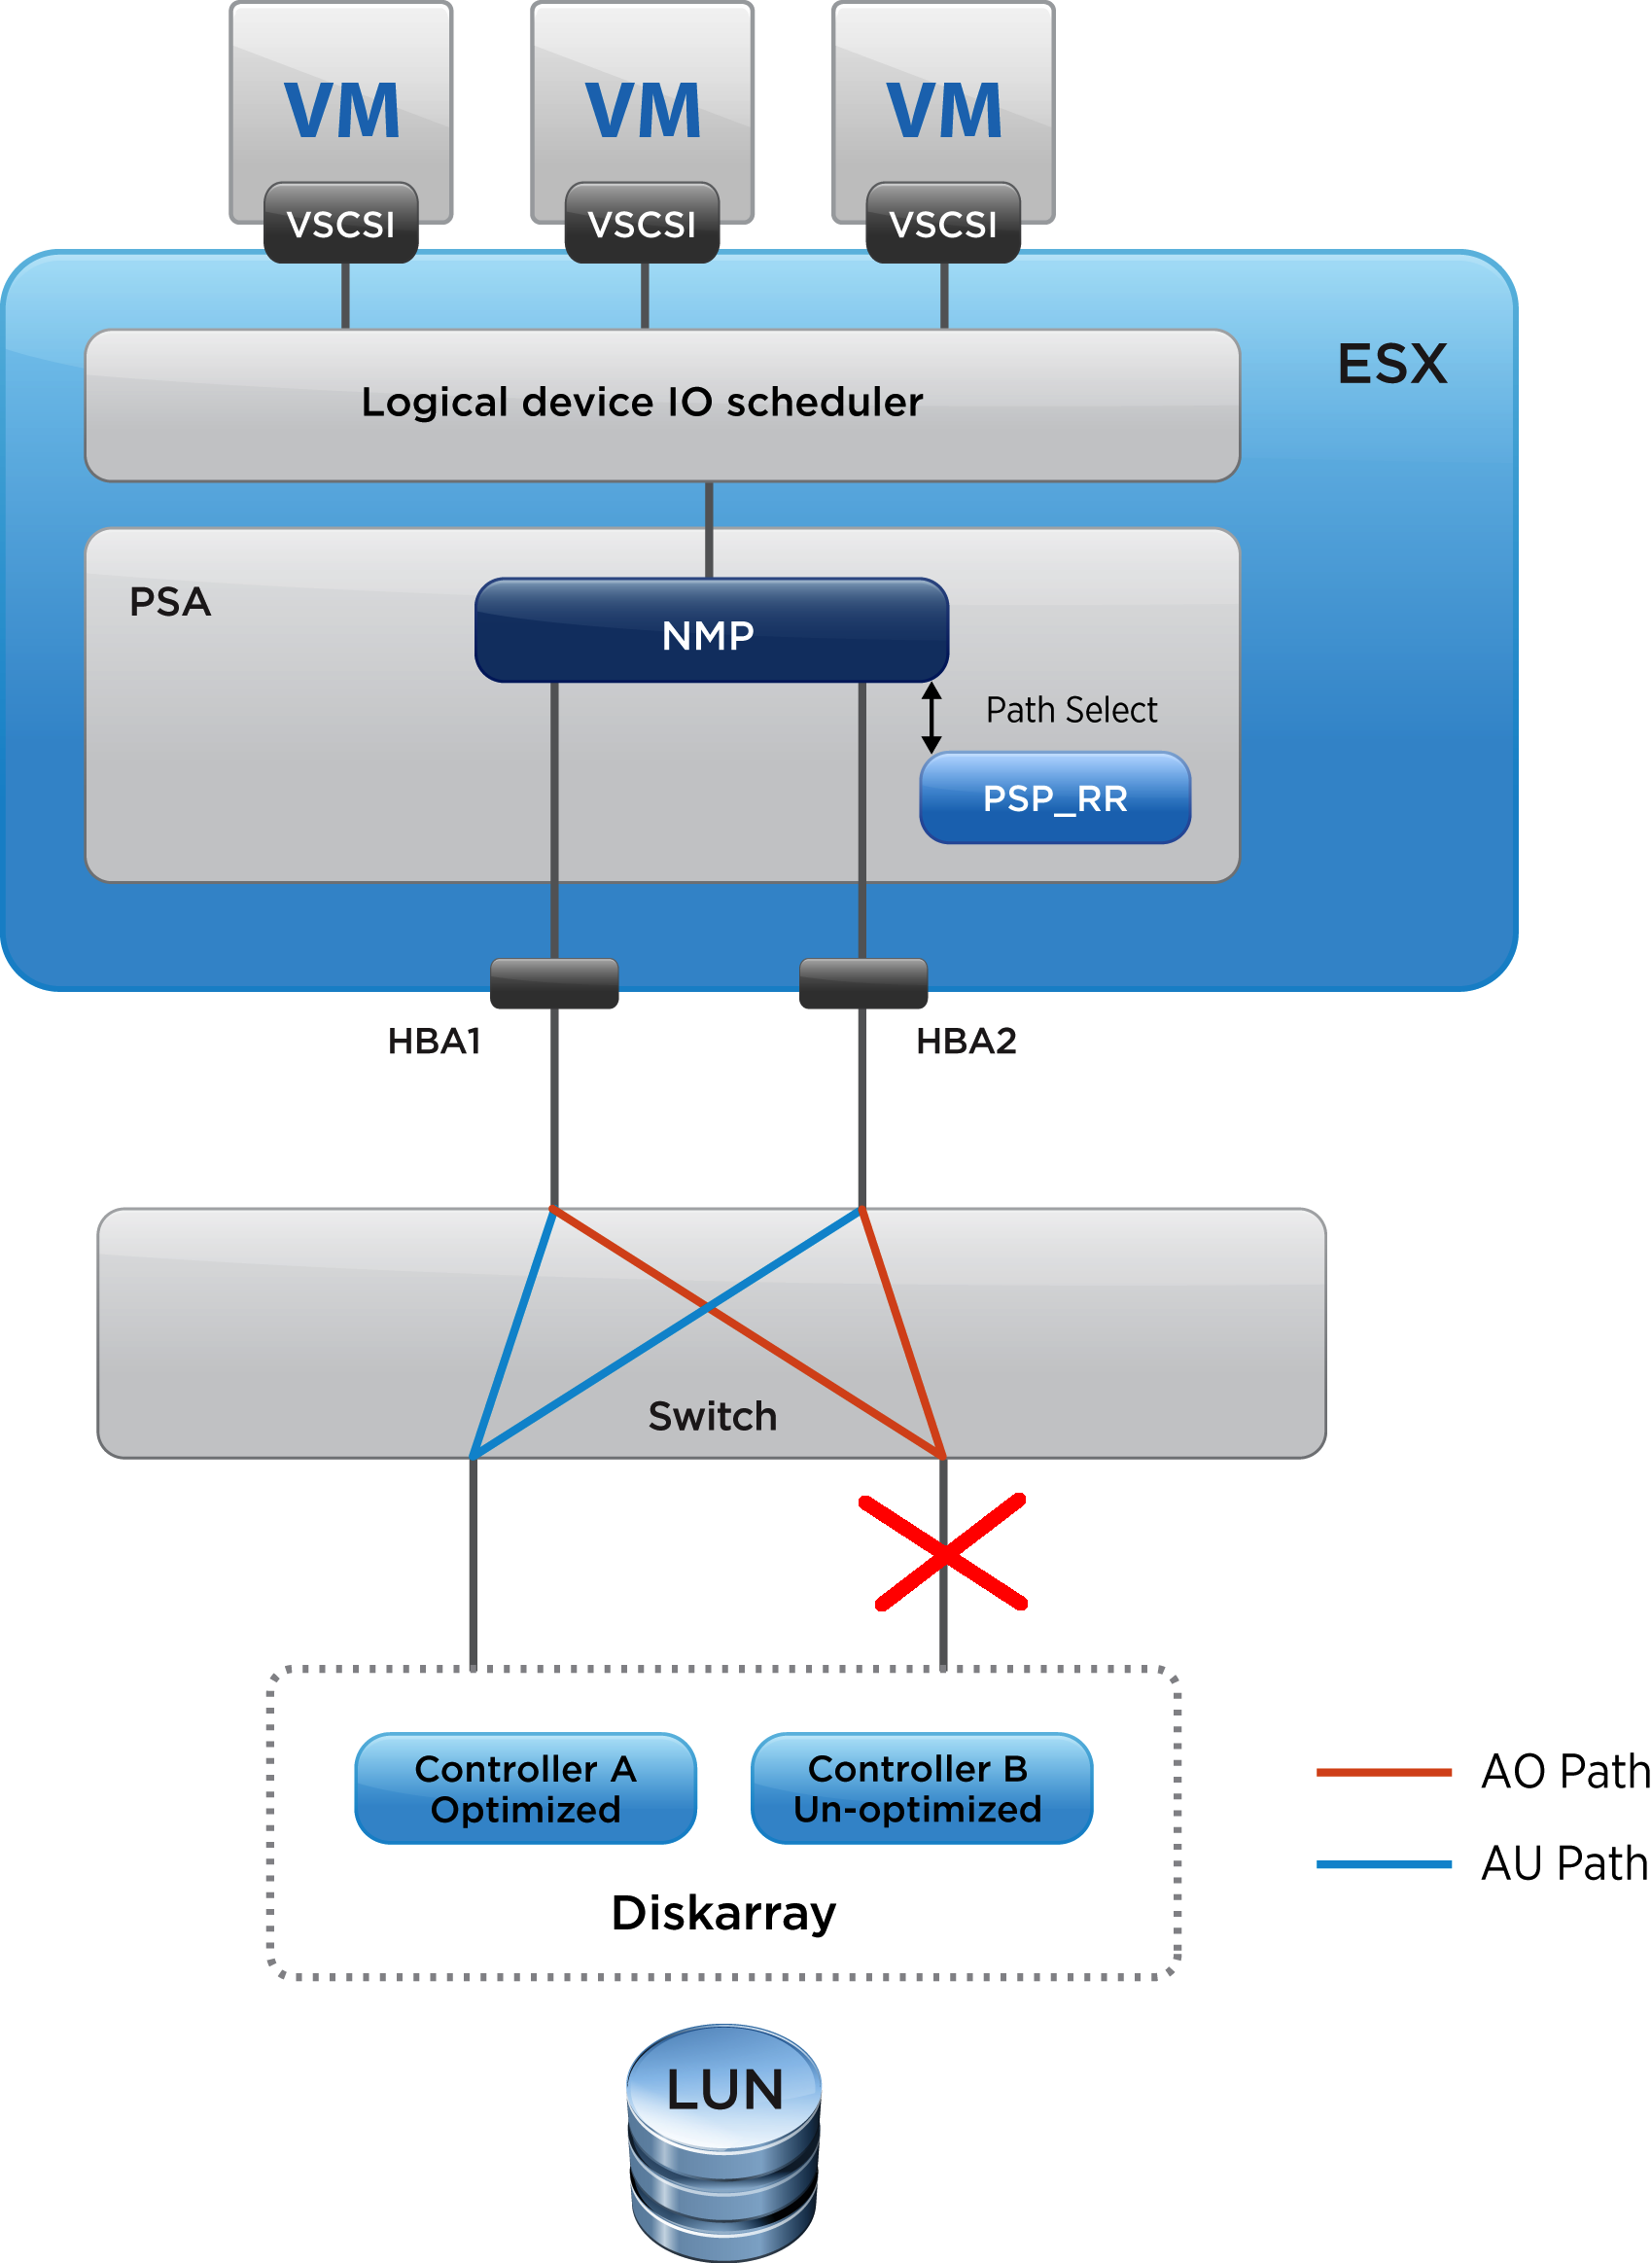 VM
VM
VM
VSCSI
VSCSI
VSCSI
ESX
Logical device IO scheduler
PSA
NMP
Path Select
PSP_RR
HBA1
HBA2
Switch
Controller A
Optimized
Controller B
Un-optimized
Diskarray
AO Path
AU Path
LUN